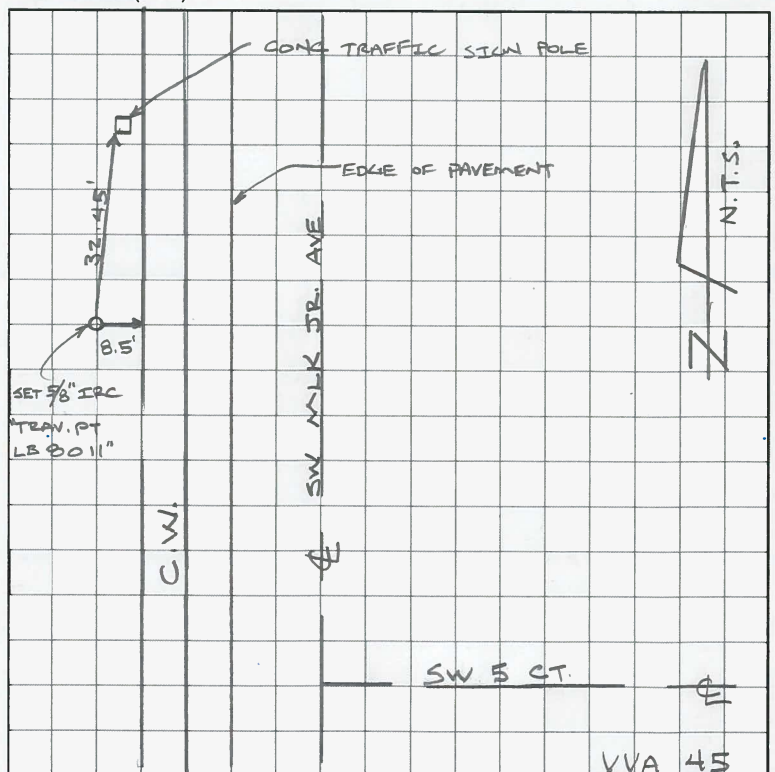 CONC TRAFFIC SIGN POLE
EDGE OF PAVEMENT
N.T.S.
32.45'
SW MLK JR. AVE
8.5'
N
SET 5/8" IRC
"TRAV. PT
LB 8011"
C.W.
℄
SW 5 CT.
℄
VVA 45